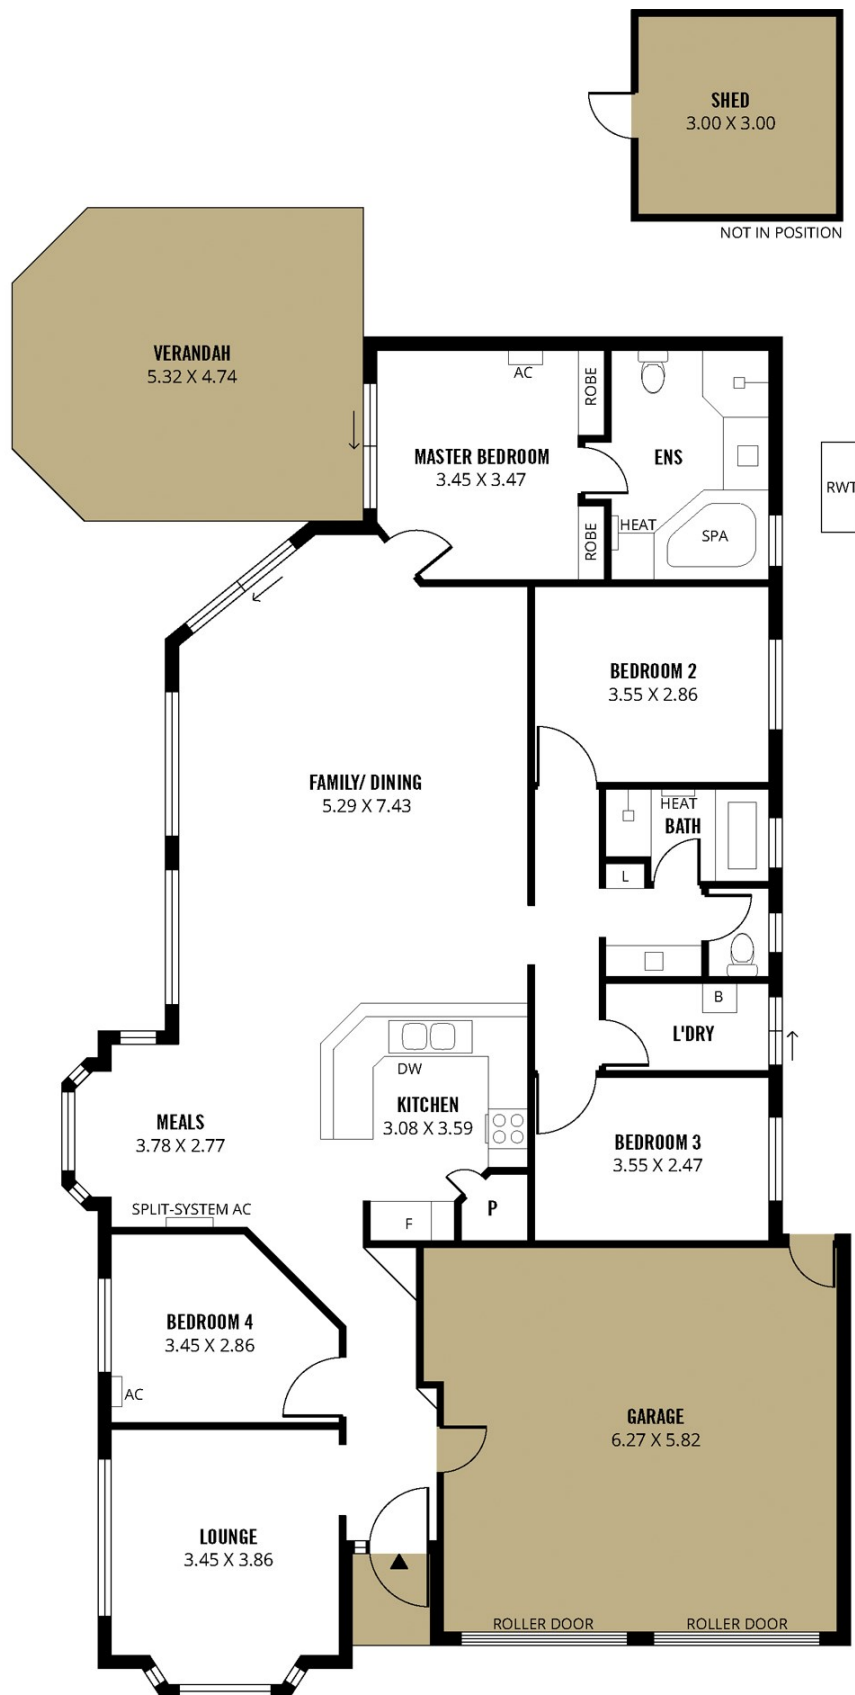 SHED
3.00 X 3.00
NOT IN POSITION
VERANDAH
5.32 X 4.74
AC
ROBE
MASTER BEDROOM
3.45 X 3.47
ENS
RWT
HEAT
ROBE
SPA
BEDROOM 2
3.55 X 2.86
FAMILY/ DINING
5.29 X 7.43
HEAT
BATH
L
B
L'DRY
DW
KITCHEN
3.08 X 3.59
MEALS
3.78 X 2.77
BEDROOM 3
3.55 X 2.47
SPLIT-SYSTEM AC
P
F
BEDROOM 4
3.45 X 2.86
AC
GARAGE
6.27 X 5.82
LOUNGE
3.45 X 3.86
ROLLER DOOR
ROLLER DOOR